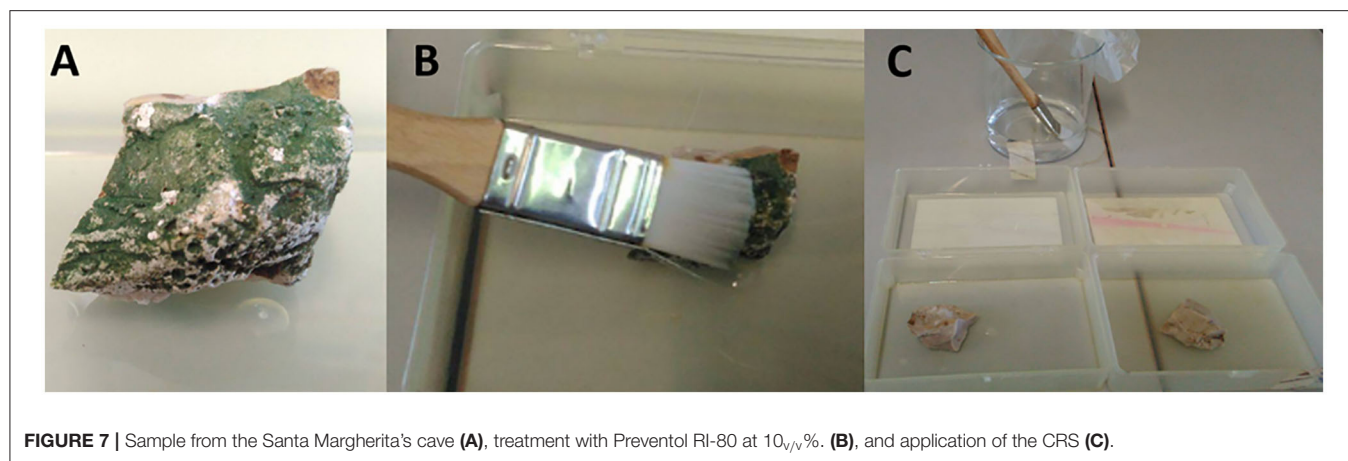 A
B
C
FIGURE 7 | Sample from the Santa Margherita’s cave (A), treatment with Preventol RI-80 at 10v/v%. (B), and application of the CRS (C).